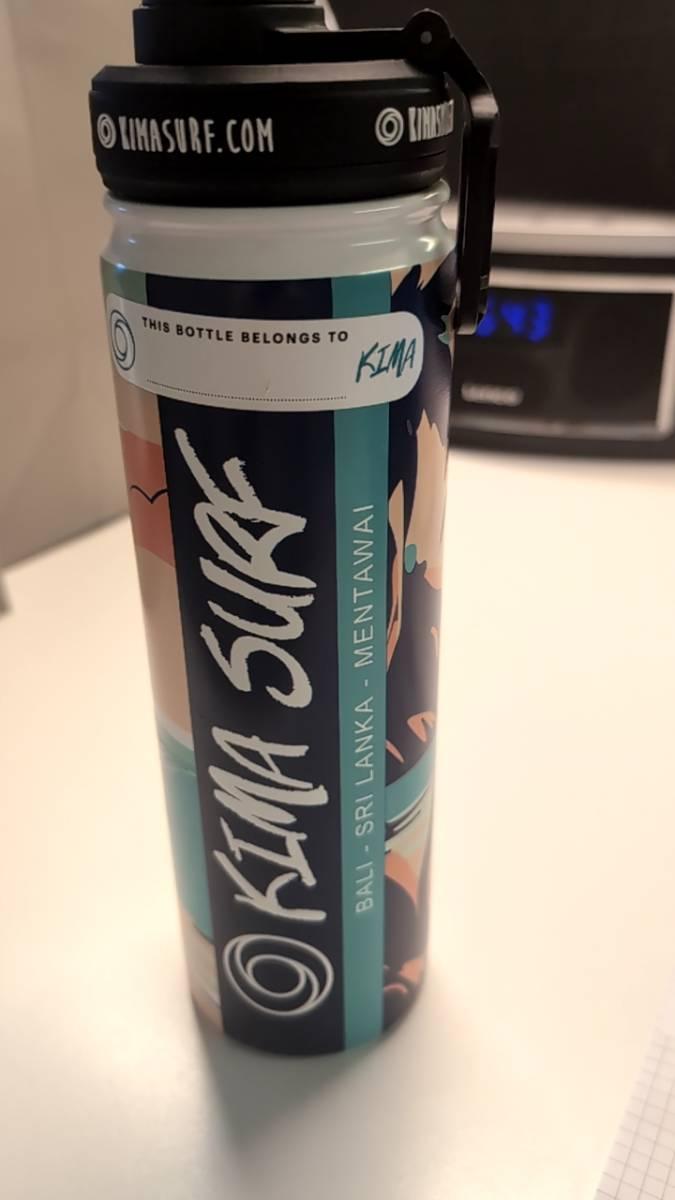 KIMASURF.COM
THIS BOTTLE BELONGS TO
KIMA
KIMA SURF
BALI - SRI LANKA - MENTAWAI